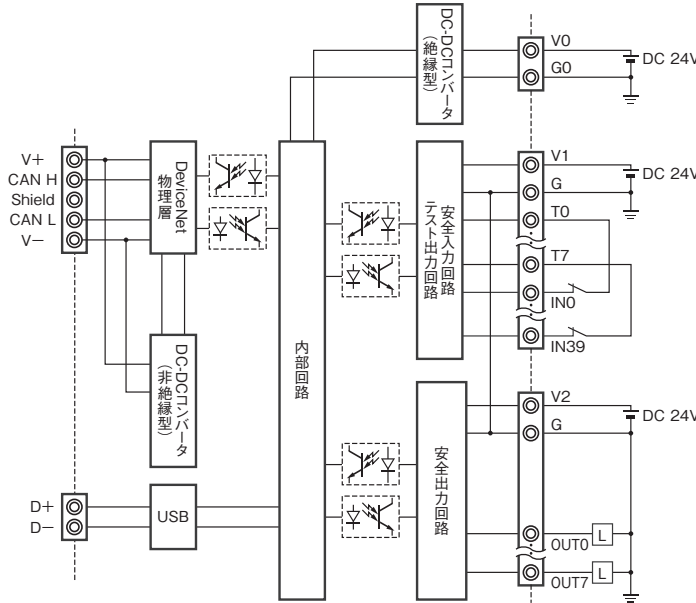 V0
G0
DC 24V
DC-DCコンバータ
(絶縁型)
V+
CAN H
Shield
CAN L
V−
DeviceNet
物理層
DC-DCコンバータ
(非絶縁型)
D+
D−
USB
内部回路
安全入力回路
テスト出力回路
V1
G
T0
T7
IN0
IN39
DC 24V
安全出力回路
V2
G
DC 24V
OUT0
L
OUT7
L